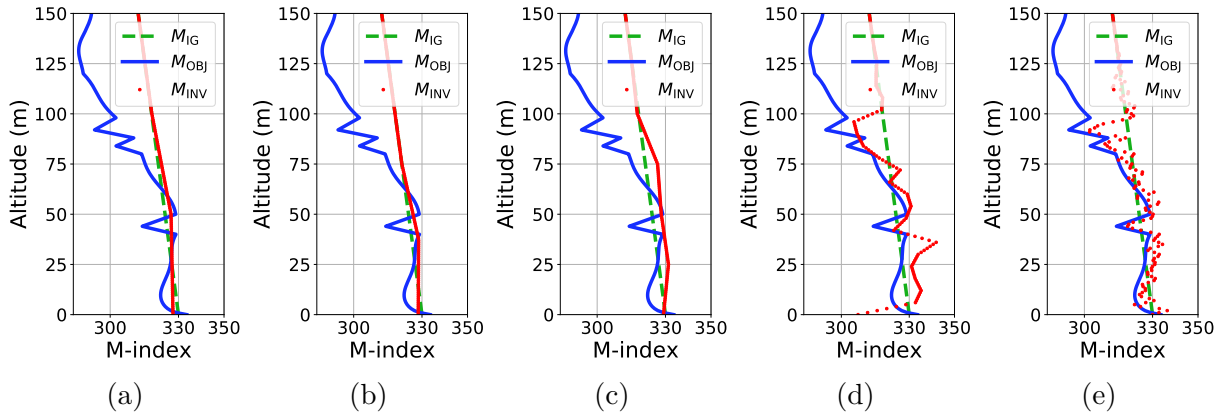 150
125
100
75
50
25
0
Altitude (m)
300
330
350
M-index
M_IG
M_OBJ
M_INV
(a)
150
125
100
75
50
25
0
Altitude (m)
300
330
350
M-index
M_IG
M_OBJ
M_INV
(b)
150
125
100
75
50
25
0
Altitude (m)
300
330
350
M-index
M_IG
M_OBJ
M_INV
(c)
150
125
100
75
50
25
0
Altitude (m)
300
330
350
M-index
M_IG
M_OBJ
M_INV
(d)
150
125
100
75
50
25
0
Altitude (m)
300
330
350
M-index
M_IG
M_OBJ
M_INV
(e)